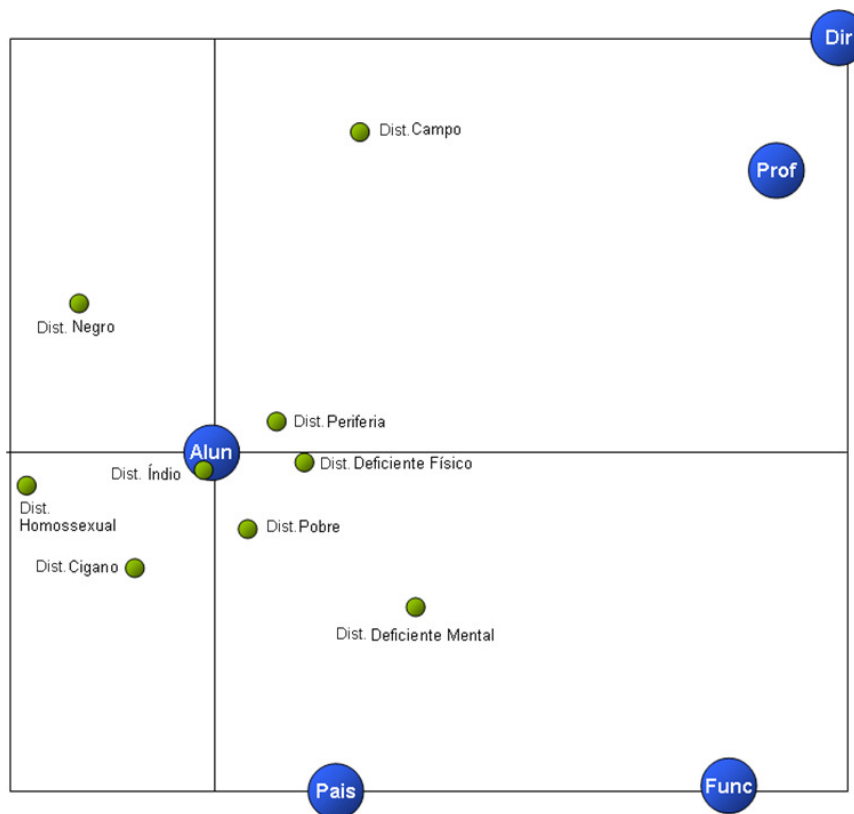 Dir
Dist. Campo
Prof
Dist. Negro
Dist. Periferia
Alun
Dist. Índio
Dist. Deficiente Físico
Dist.
Homossexual
Dist. Pobre
Dist. Cigano
Dist. Deficiente Mental
Pais
Func